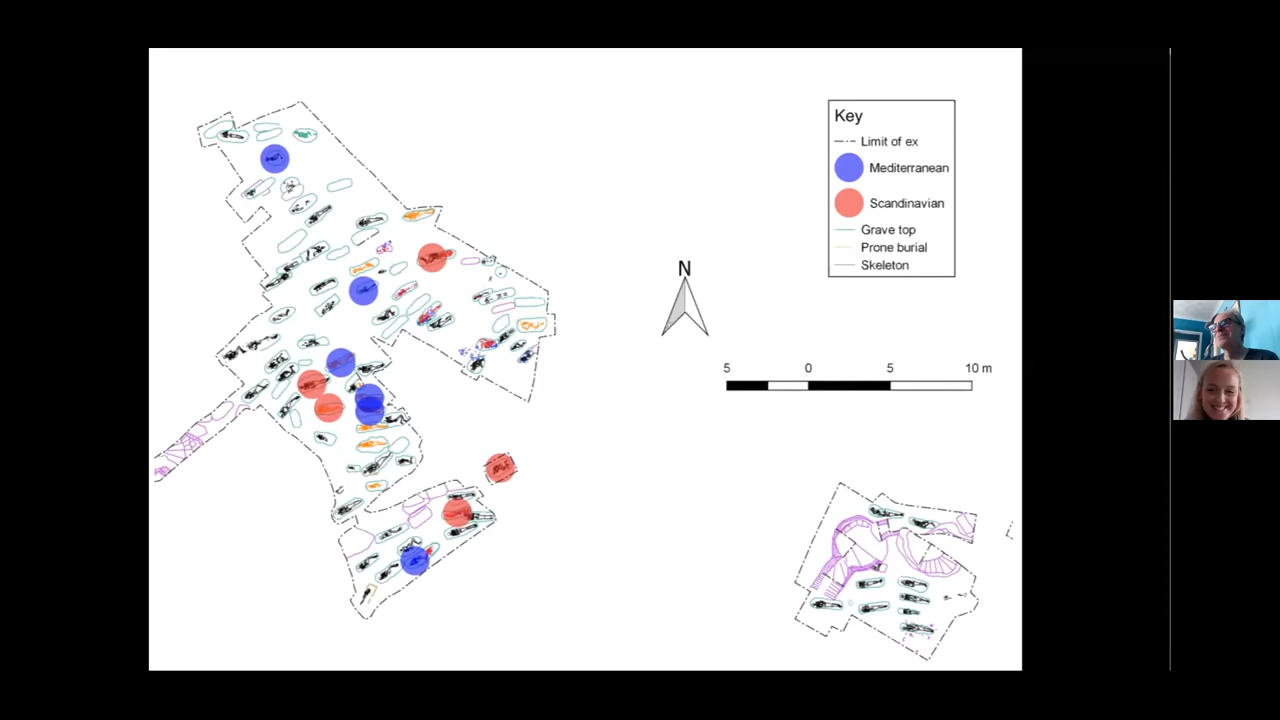 Key
Limit of ex
Mediterranean
Scandinavian
Grave top
Prone burial
Skeleton
N
5 0 5 10 m